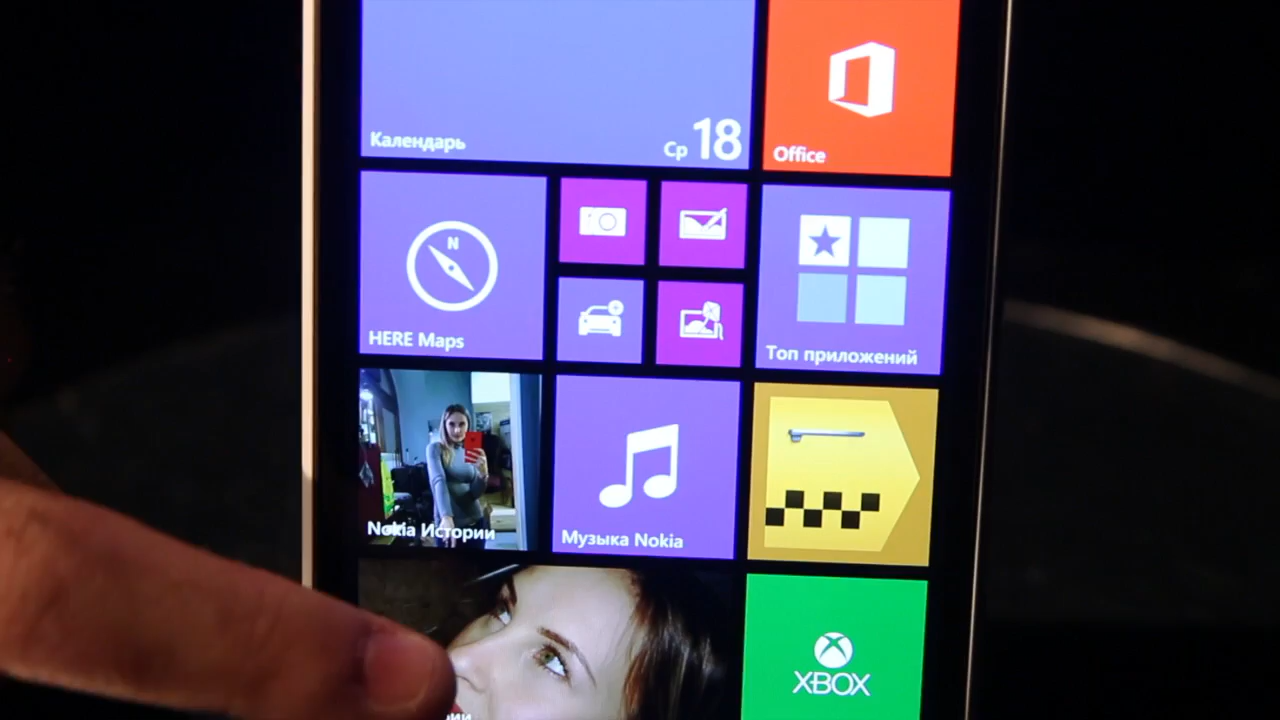 Календарь
Ср 18
Office
N
HERE Maps
Топ приложений
Nokia Истории
Музыка Nokia
XBOX